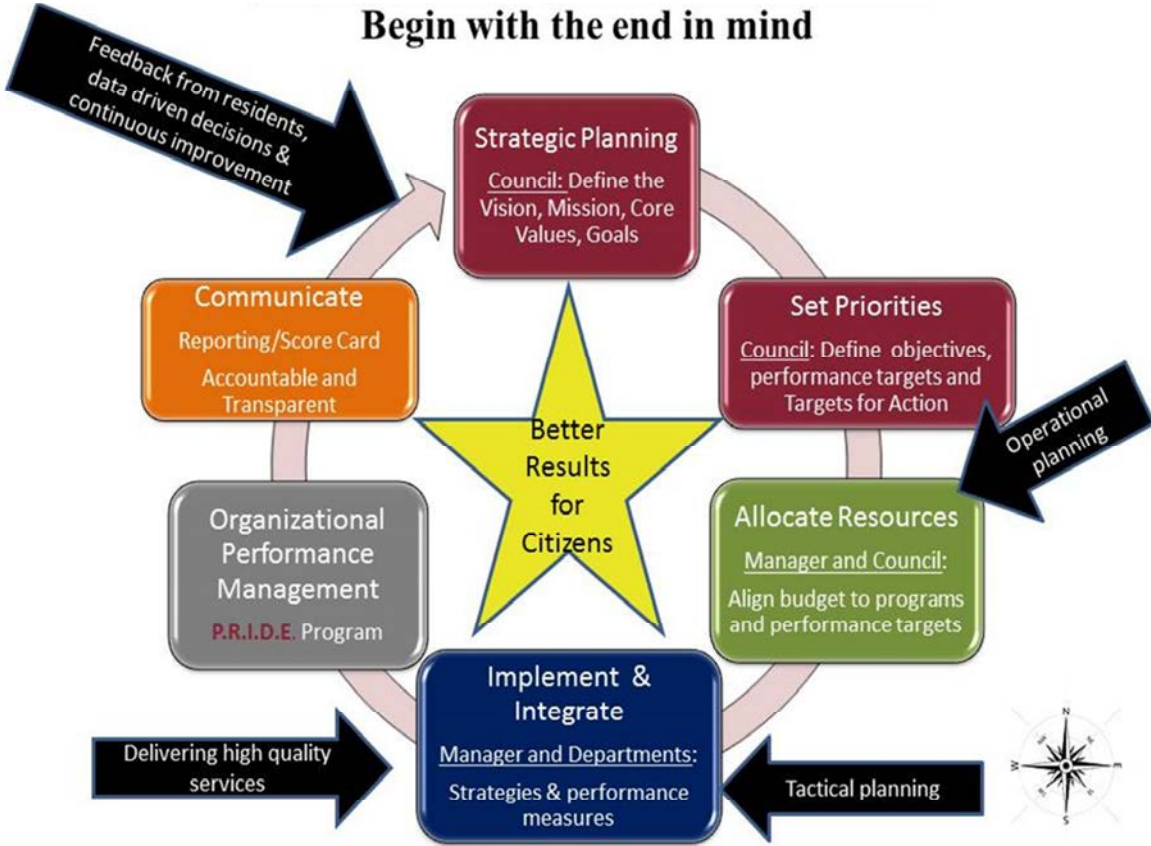 Begin with the end in mind
Feedback from residents,
data driven decisions &
continuous improvement
Strategic Planning
Council: Define the
Vision, Mission, Core
Values, Goals
Set Priorities
Council: Define objectives,
performance targets and
Targets for Action
Operational
planning
Allocate Resources
Manager and Council:
Align budget to programs
and performance targets
Implement &
Integrate
Manager and Departments:
Strategies & performance
measures
Tactical planning
Delivering high quality
services
Organizational
Performance
Management
P.R.I.D.E. Program
Communicate
Reporting/Score Card
Accountable and
Transparent
Better
Results
for
Citizens
N
W
E
S